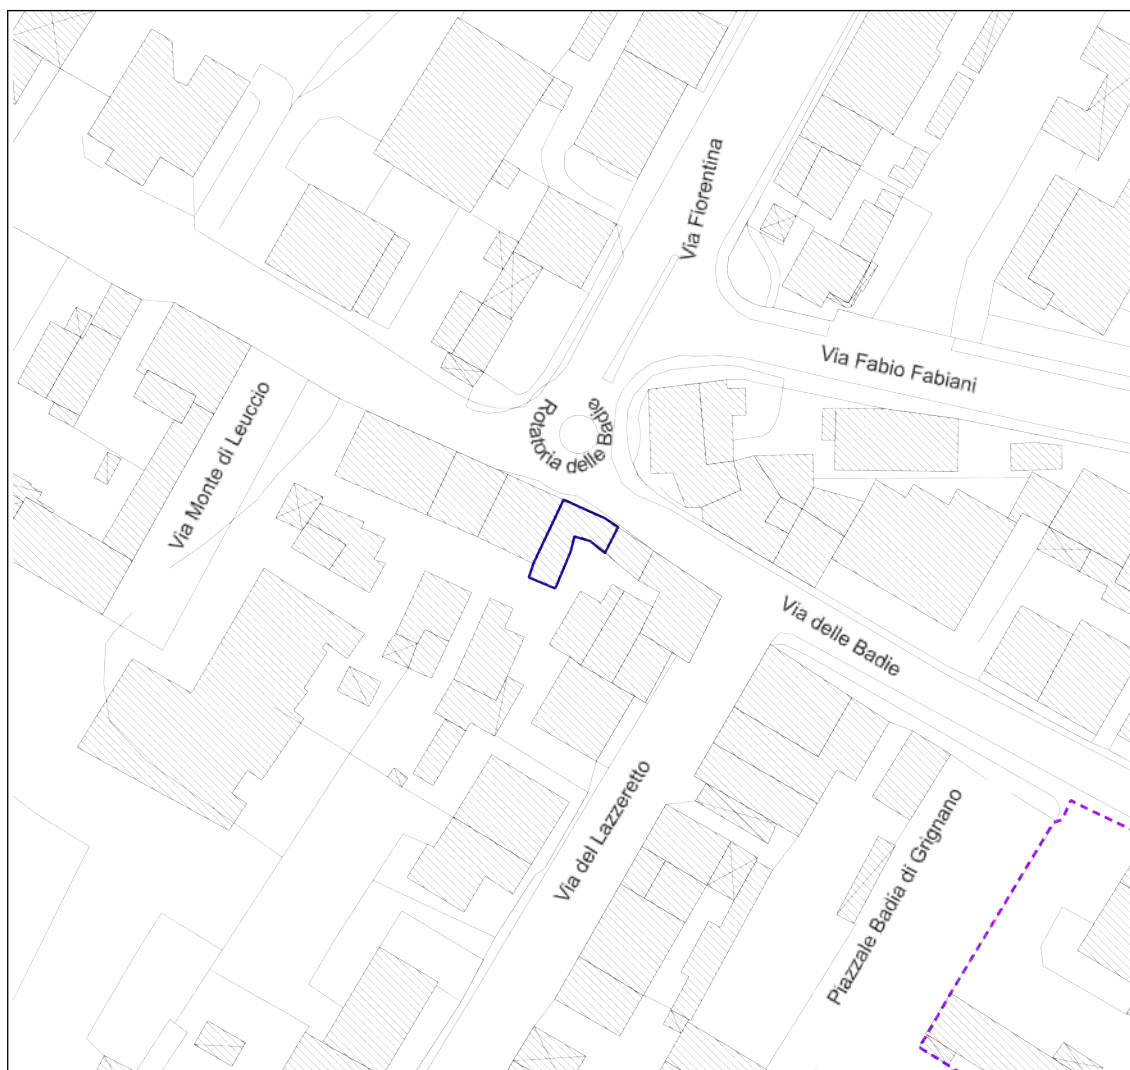 Via Fiorentina
Via Fabio Fabiani
Via Monte di Leuccio
Rotatoria delle Badie
Via delle Badie
Via del Lazzeretto
Piazzale Badia di Grignano